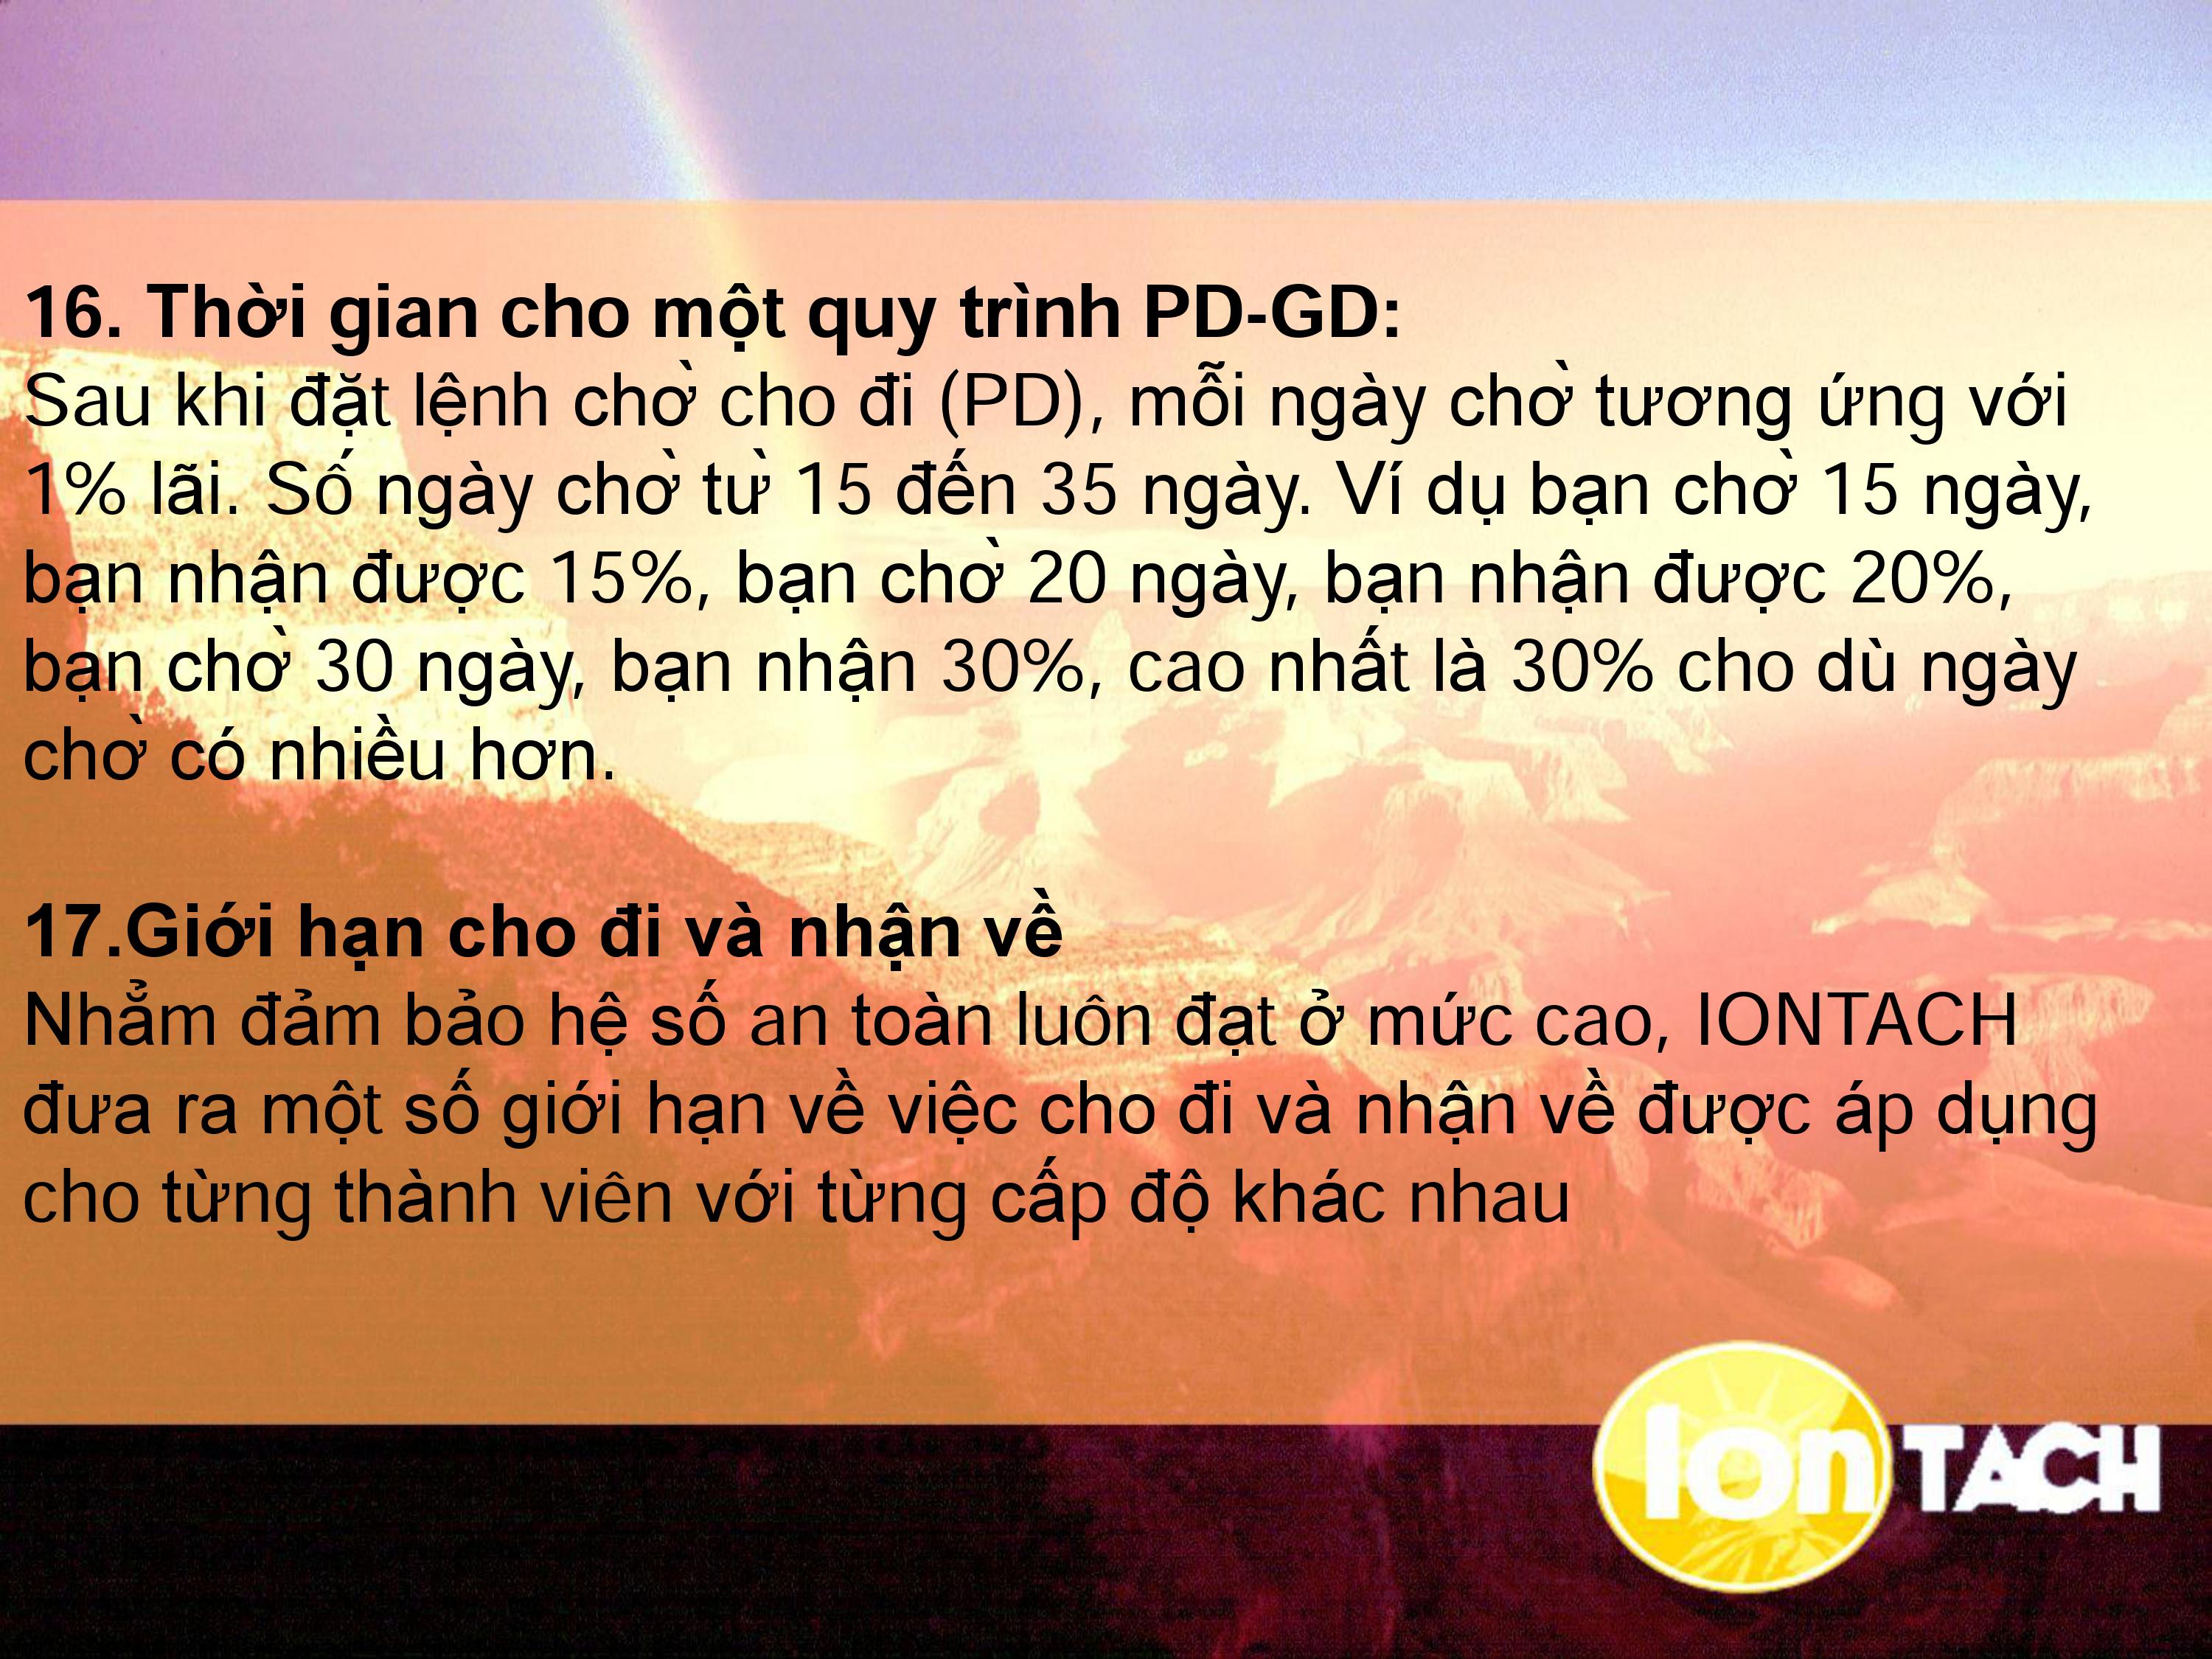 16. Thời gian cho một quy trình PD-GD:
Sau khi đặt lệnh chờ cho đi (PD), mỗi ngày chờ tương ứng với
1% lãi. Số ngày chờ từ 15 đến 35 ngày. Ví dụ bạn chờ 15 ngày,
bạn nhận được 15%, bạn chờ 20 ngày, bạn nhận được 20%,
bạn chờ 30 ngày, bạn nhận 30%, cao nhất là 30% cho dù ngày
chờ có nhiều hơn.
17.Giới hạn cho đi và nhận về
Nhẳm đảm bảo hệ số an toàn luôn đạt ở mức cao, IONTACH
đưa ra một số giới hạn về việc cho đi và nhận về được áp dụng
cho từng thành viên với từng cấp độ khác nhau
Ion TACH